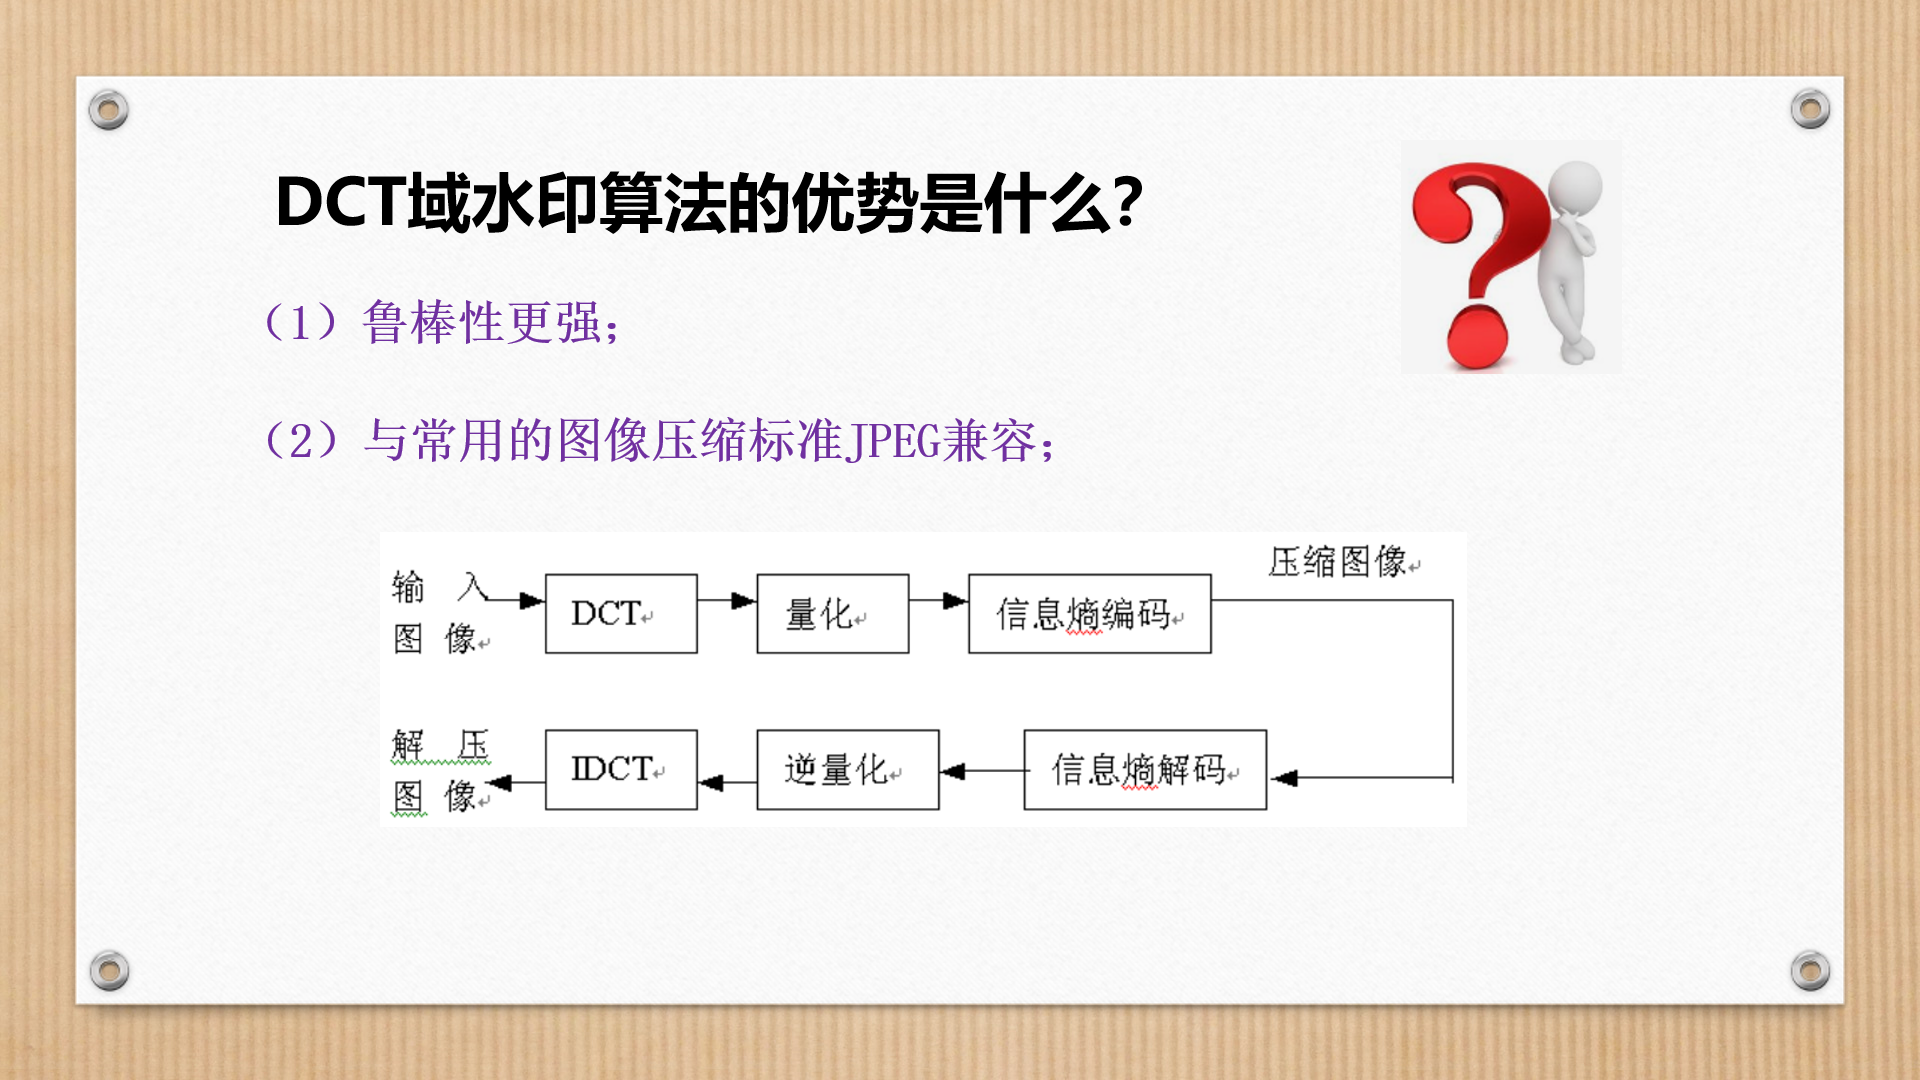 DCT域水印算法的优势是什么?
（1）鲁棒性更强；
（2）与常用的图像压缩标准JPEG兼容；
压缩图像
输 入
图 像
DCT
量化
信息熵编码
解 压
图 像
IDCT
逆量化
信息熵解码